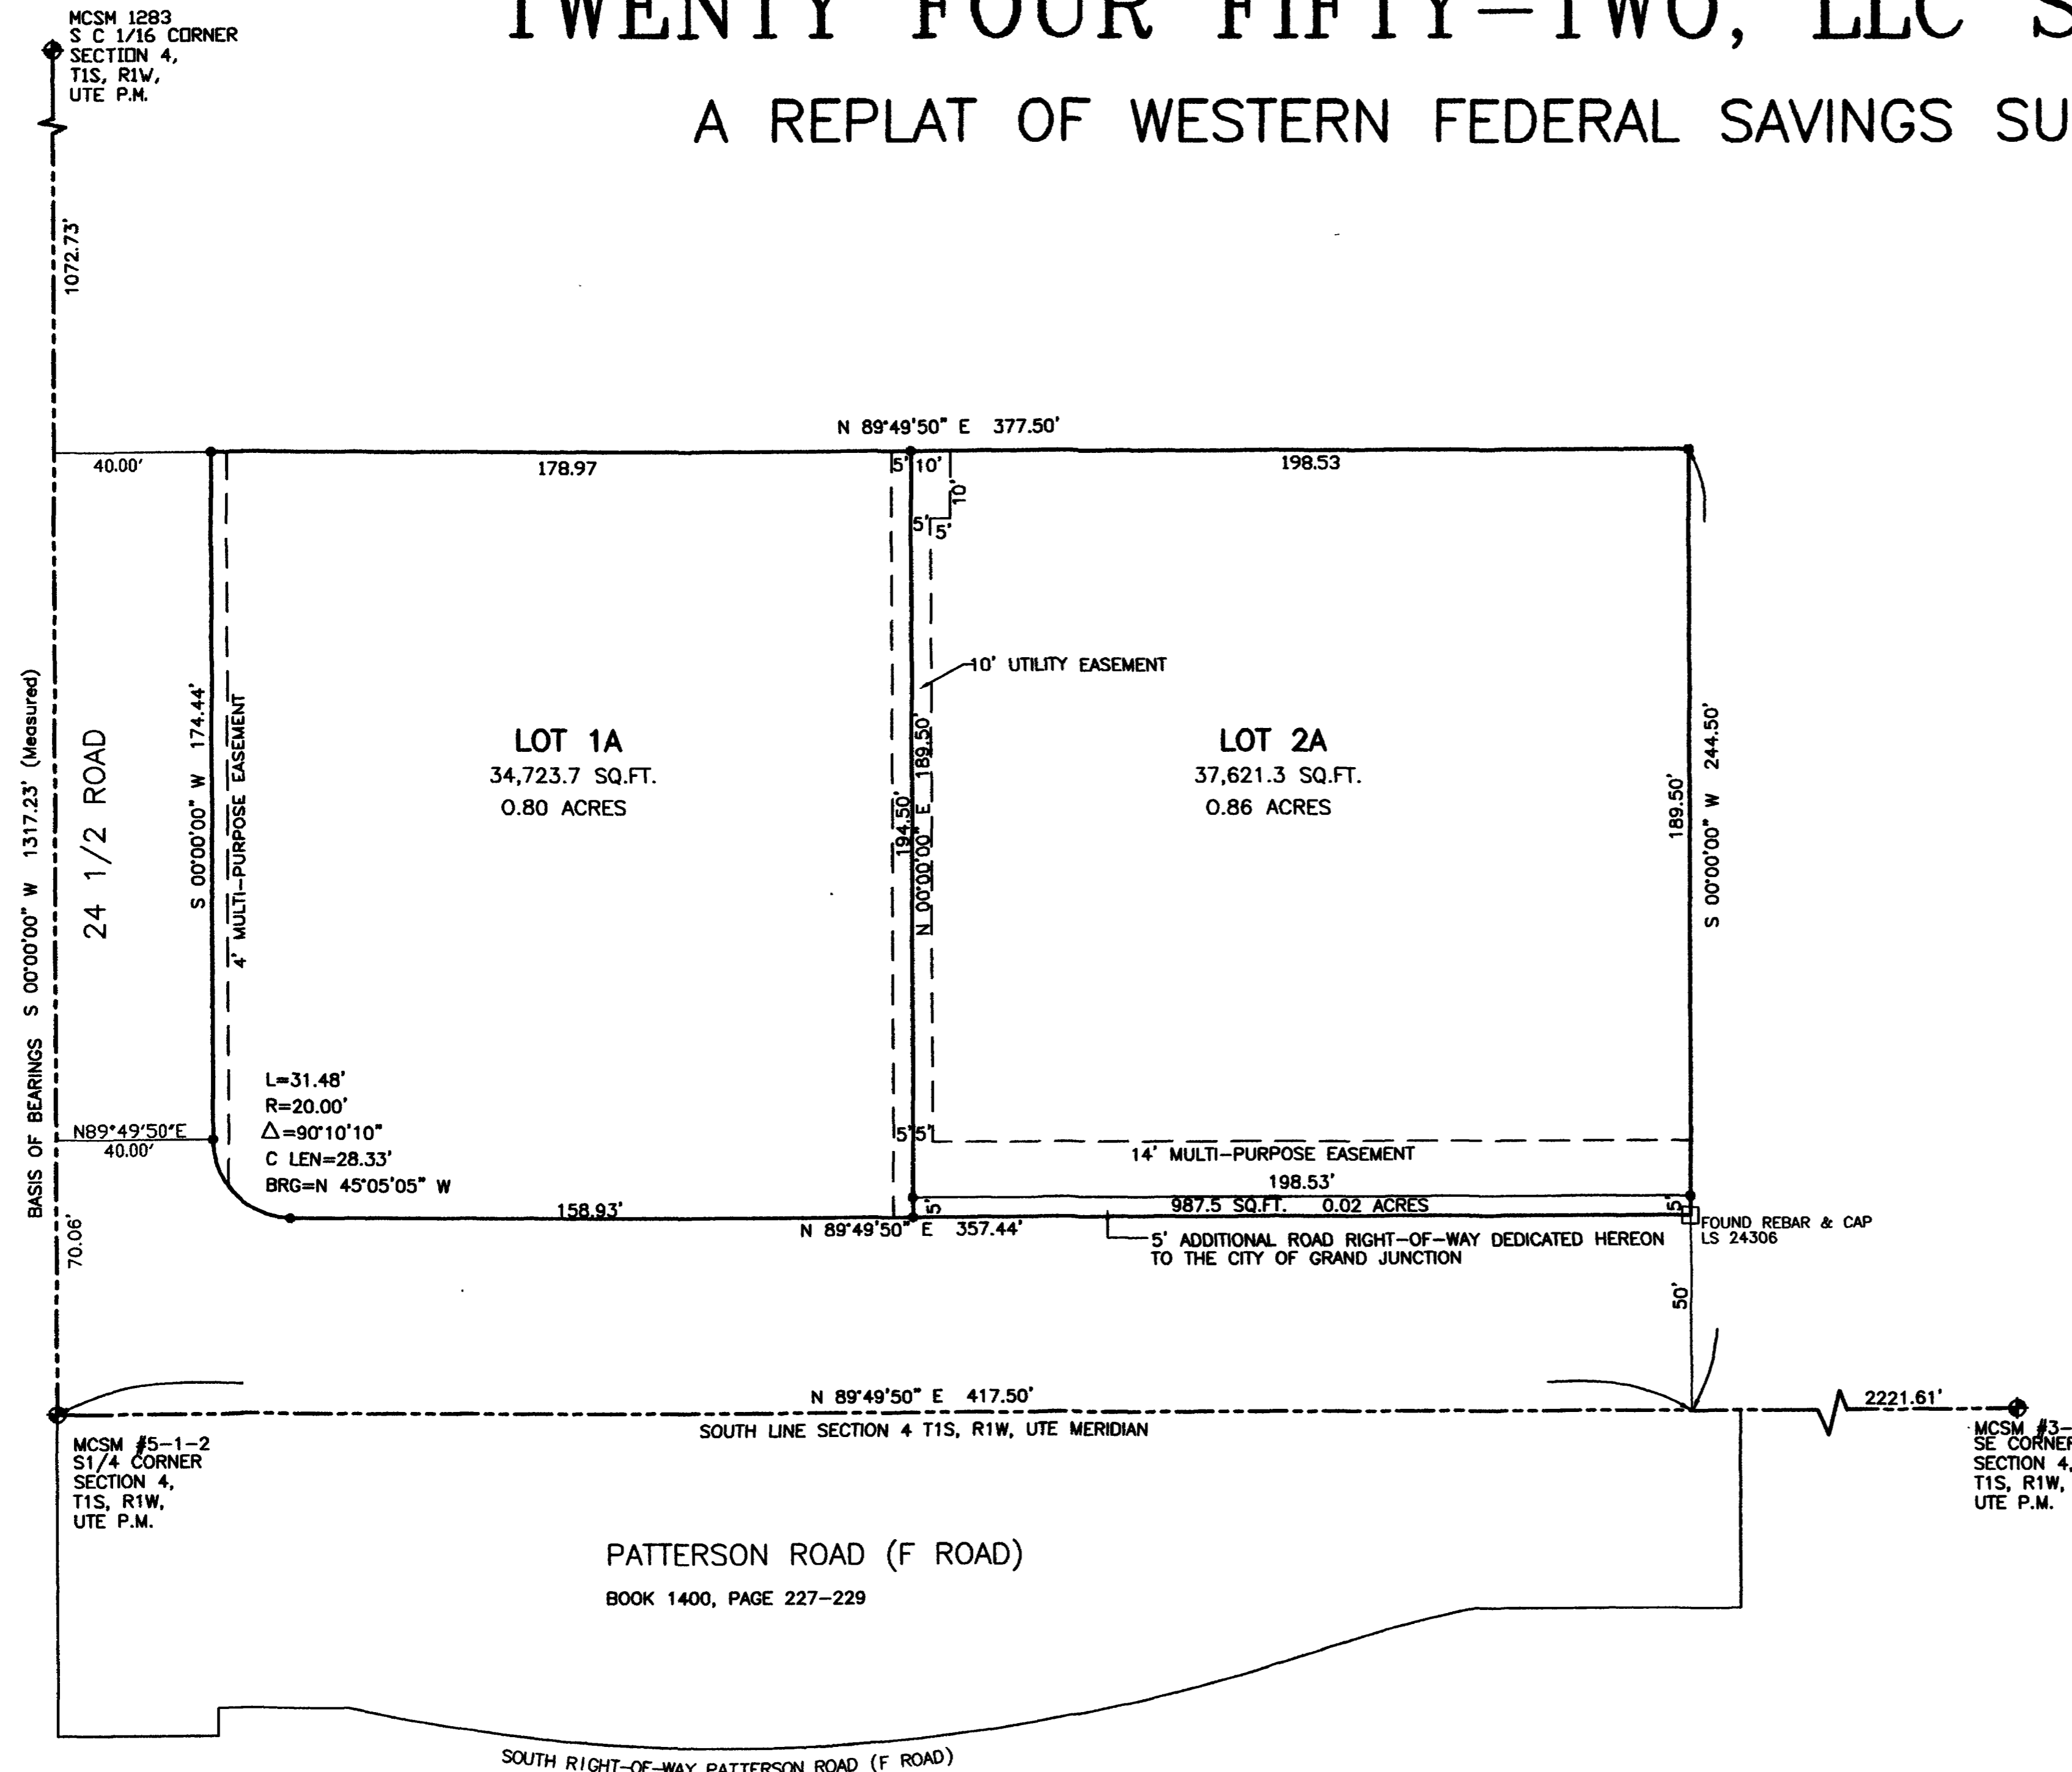 TWENTY FOUR FIFTY-TWO, LLC S
A REPLAT OF WESTERN FEDERAL SAVINGS SU
MCSM 1283
S C 1/16 CORNER
SECTION 4,
T1S, R1W,
UTE P.M.
1072.73'
N 89°49'50" E 377.50'
40.00'
178.97
5' 10'
198.53
10'
5' 5'
10' UTILITY EASEMENT
BASIS OF BEARINGS S 00°00'00" W 1317.23' (Measured)
24 1/2 ROAD
S 00°00'00" W 174.44'
4' MULTI-PURPOSE EASEMENT
LOT 1A
34,723.7 SQ.FT.
0.80 ACRES
194.50'
N 00°00'00" E 189.50'
LOT 2A
37,621.3 SQ.FT.
0.86 ACRES
189.50'
S 00°00'00" W 244.50'
L=31.48'
R=20.00'
Δ=90°10'10"
C LEN=28.33'
BRG=N 45°05'05" W
N89°49'50"E
40.00'
5' 5'
14' MULTI-PURPOSE EASEMENT
198.53'
987.5 SQ.FT. 0.02 ACRES
5'
5'
158.93'
N 89°49'50" E 357.44'
5' ADDITIONAL ROAD RIGHT-OF-WAY DEDICATED HEREON
TO THE CITY OF GRAND JUNCTION
FOUND REBAR & CAP
LS 24306
70.06'
50'
N 89°49'50" E 417.50'
SOUTH LINE SECTION 4 T1S, R1W, UTE MERIDIAN
2221.61'
MCSM #5-1-2
S1/4 CORNER
SECTION 4,
T1S, R1W,
UTE P.M.
MCSM #3-
SE CORNER
SECTION 4,
T1S, R1W,
UTE P.M.
PATTERSON ROAD (F ROAD)
BOOK 1400, PAGE 227-229
SOUTH RIGHT-OF-WAY PATTERSON ROAD (F ROAD)